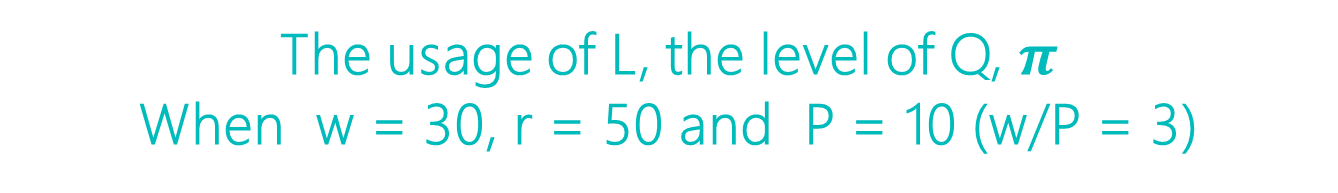 The usage of L, the level of Q, π
When w = 30, r = 50 and P = 10 (w/P = 3)